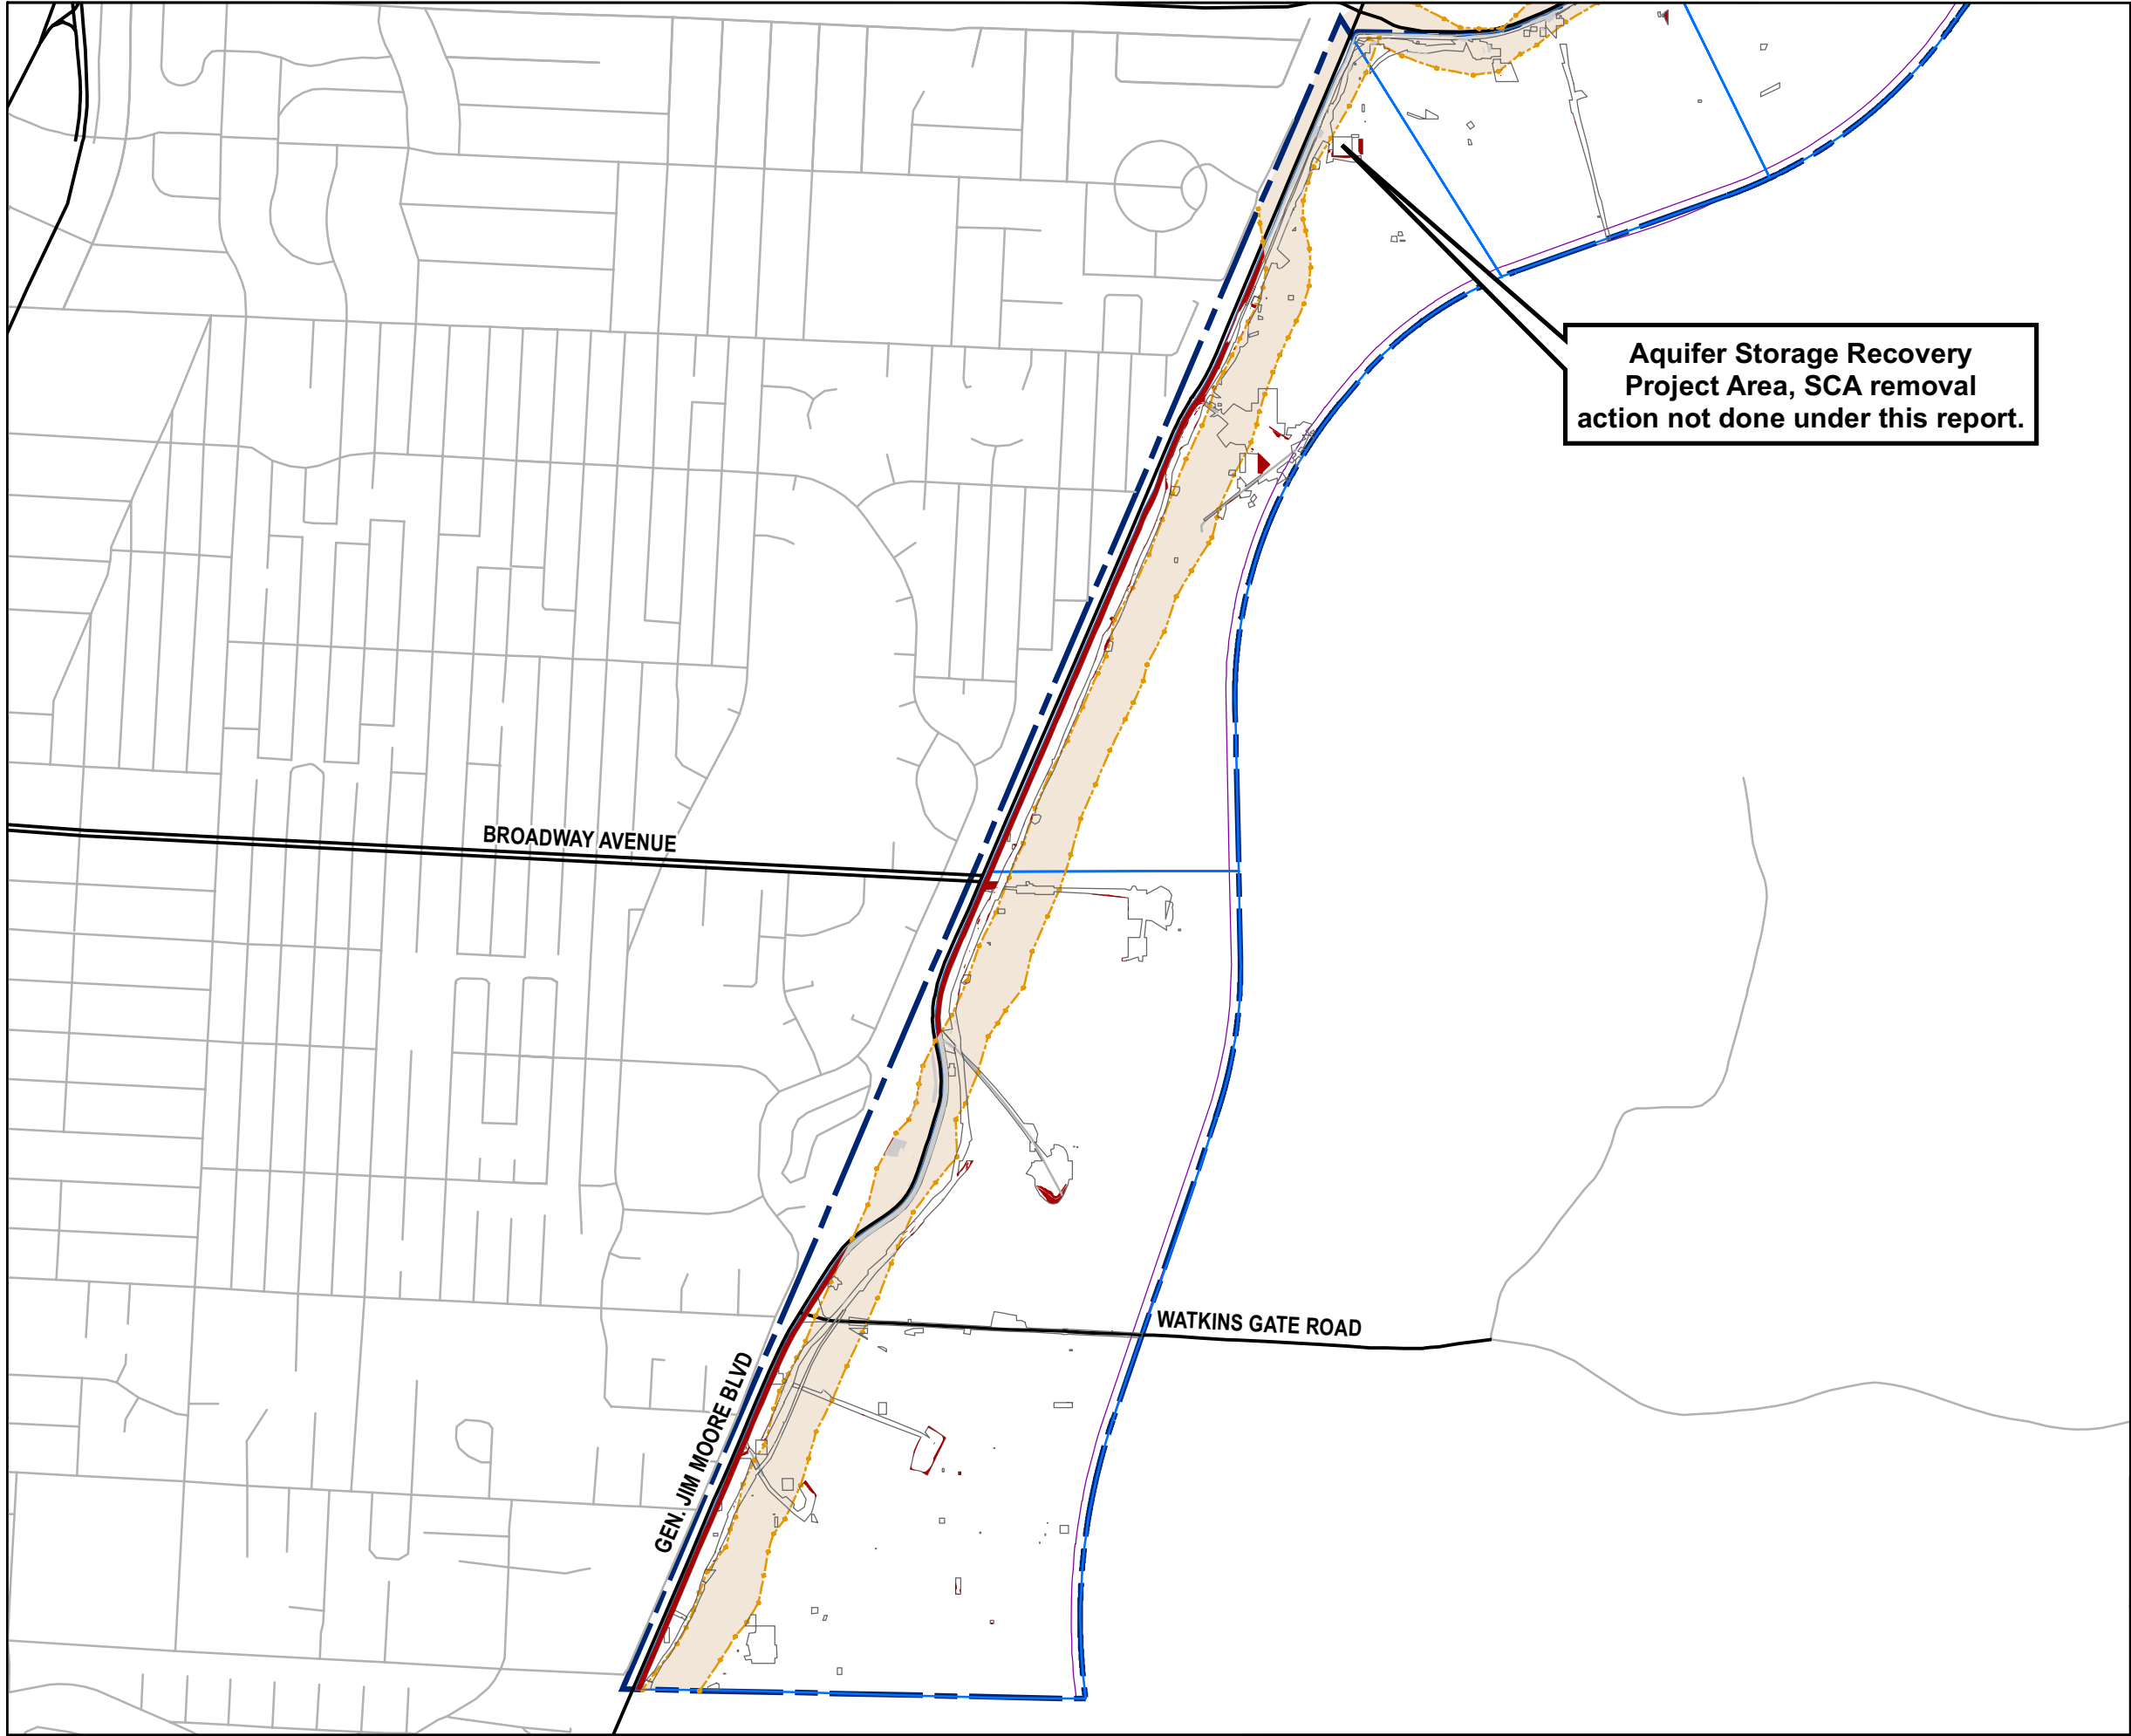 Aquifer Storage Recovery
Project Area, SCA removal
action not done under this report.
BROADWAY AVENUE
WATKINS GATE ROAD
GEN. JIM MOORE BLVD